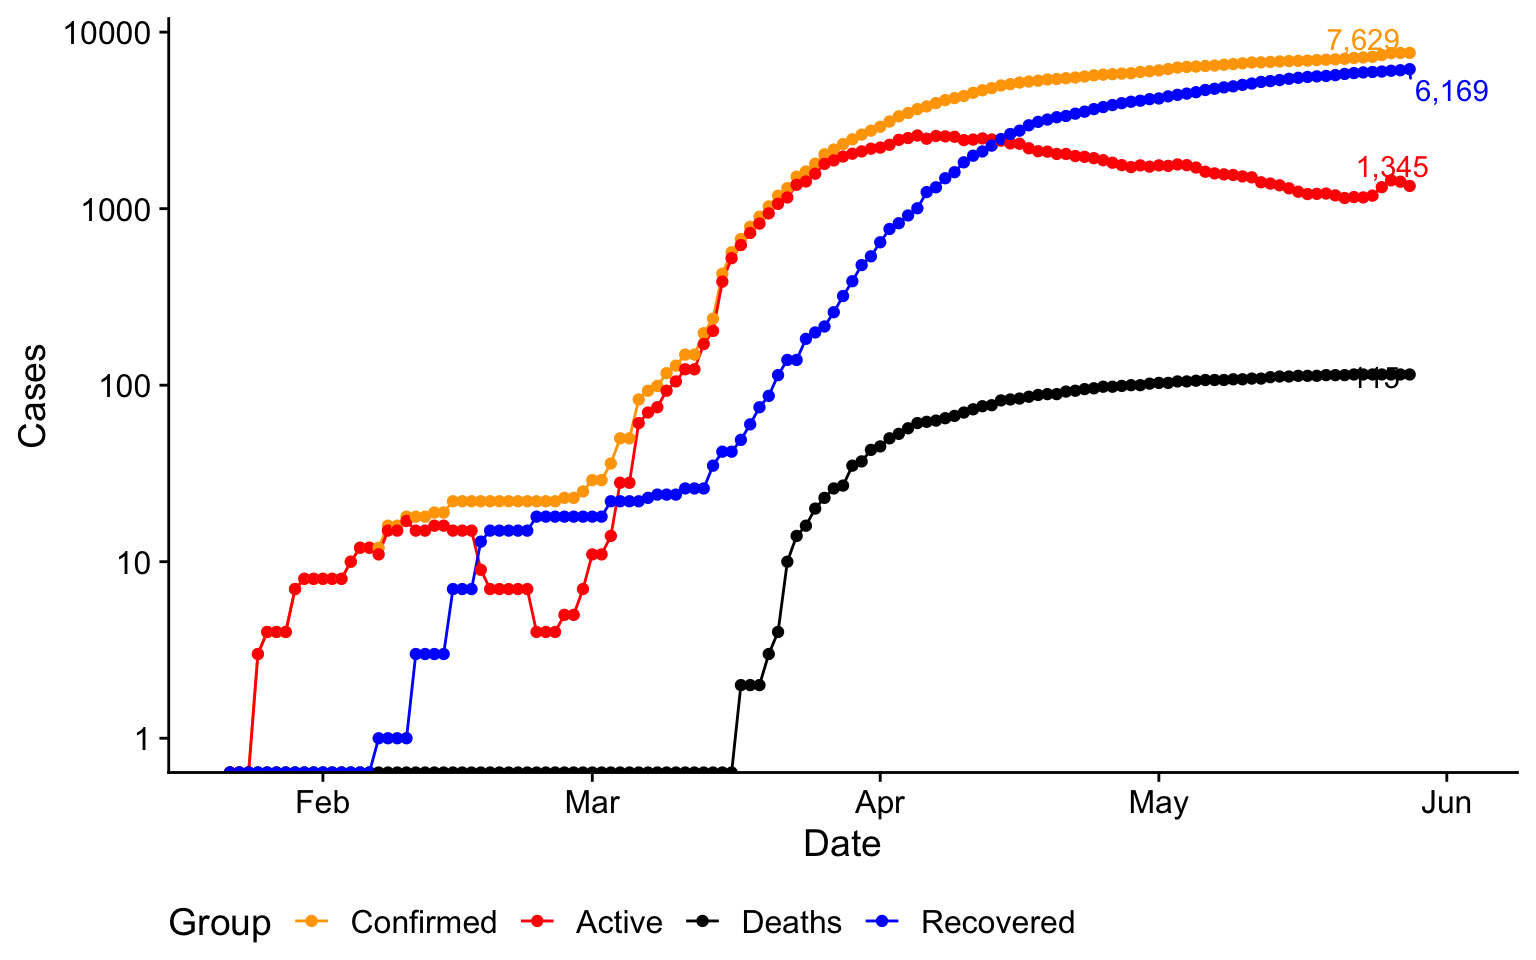 10000
1000
100
10
1
Cases
7,629
6,169
1,345
115
Feb Mar Apr May Jun
Date
Group Confirmed Active Deaths Recovered